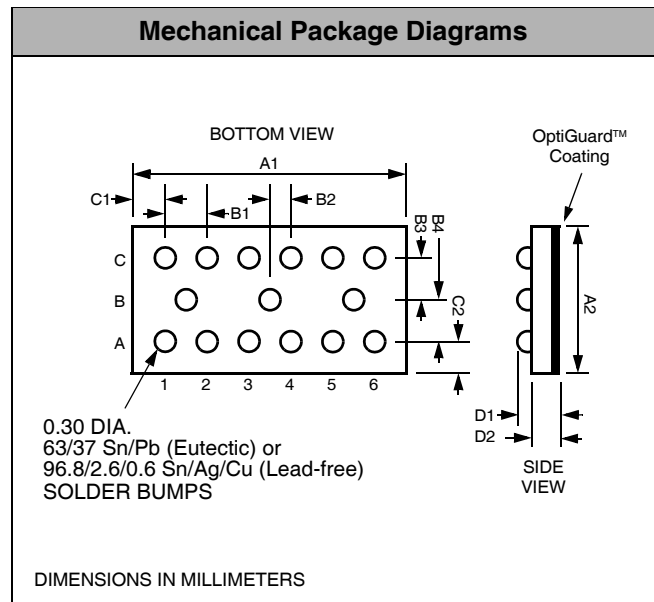 Mechanical Package Diagrams
BOTTOM VIEW
OptiGuard™
Coating
A1
C1
B1
B2
B3
B4
C
B
A
C2
A2
1 2 3 4 5 6
0.30 DIA.
63/37 Sn/Pb (Eutectic) or
96.8/2.6/0.6 Sn/Ag/Cu (Lead-free)
SOLDER BUMPS
D1
D2
SIDE
VIEW
DIMENSIONS IN MILLIMETERS